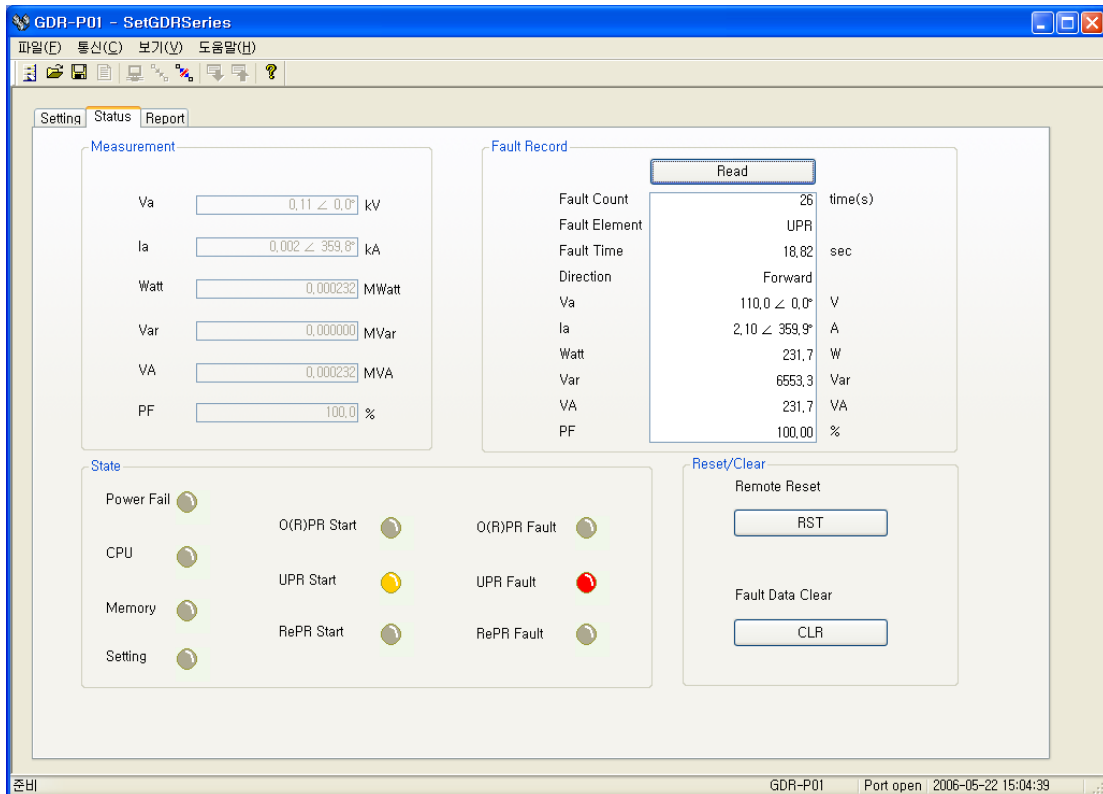 GDR-P01 - SetGDRSeries
파일(F) 통신(C) 보기(V) 도움말(H)
Setting Status Report
Measurement
Va 0,11 ∠ 0,0° kV
Ia 0,002 ∠ 359,8° kA
Watt 0,000232 MWatt
Var 0,000000 MVar
VA 0,000232 MVA
PF 100,0 %
Fault Record
Read
Fault Count 26 time(s)
Fault Element UPR
Fault Time 18,82 sec
Direction Forward
Va 110,0 ∠ 0,0° V
Ia 2,10 ∠ 359,9° A
Watt 231,7 W
Var 6553,3 Var
VA 231,7 VA
PF 100,00 %
State
Power Fail
CPU
Memory
Setting
O(R)PR Start
UPR Start
RePR Start
O(R)PR Fault
UPR Fault
RePR Fault
Reset/Clear
Remote Reset
RST
Fault Data Clear
CLR
준비 GDR-P01 Port open 2006-05-22 15:04:39